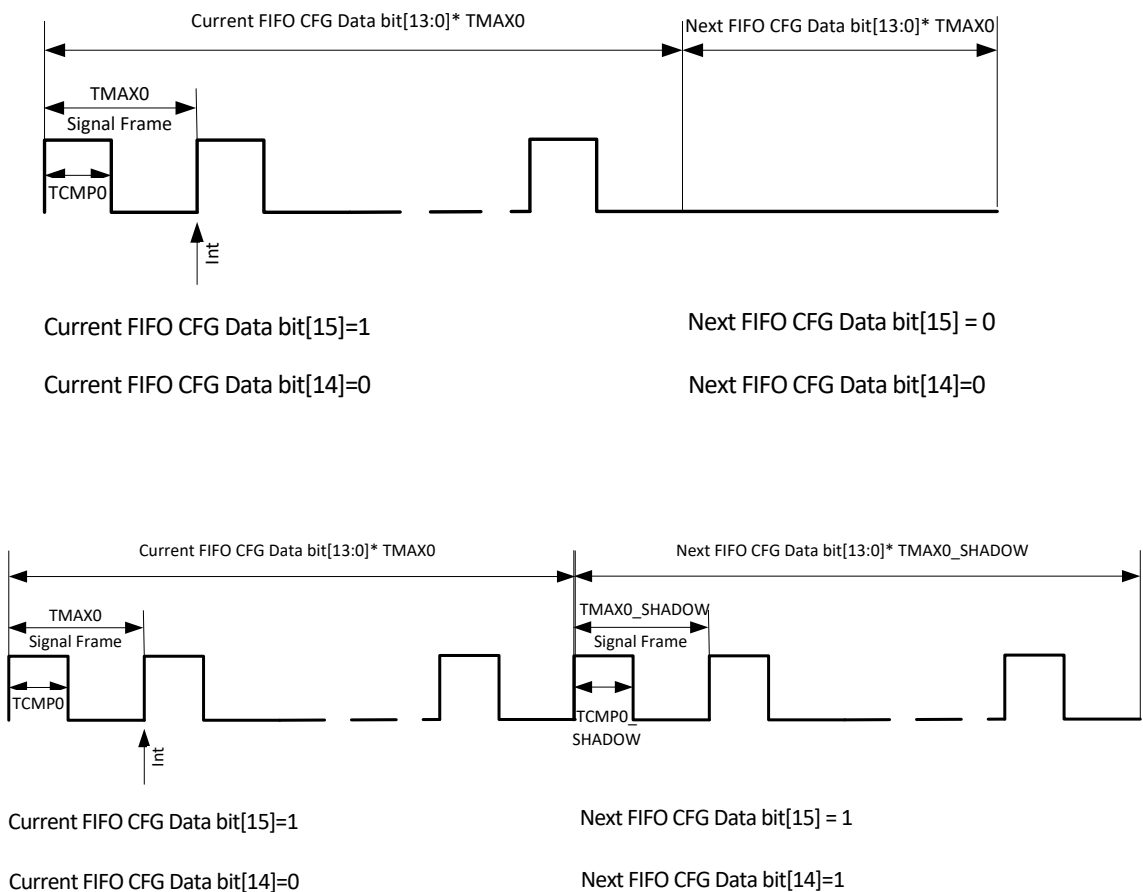 Current FIFO CFG Data bit[13:0]* TMAX0
Next FIFO CFG Data bit[13:0]* TMAX0
TMAX0
Signal Frame
TCMP0
Int
Current FIFO CFG Data bit[15]=1
Next FIFO CFG Data bit[15] = 0
Current FIFO CFG Data bit[14]=0
Next FIFO CFG Data bit[14]=0
Current FIFO CFG Data bit[13:0]* TMAX0
Next FIFO CFG Data bit[13:0]* TMAX0_SHADOW
TMAX0
Signal Frame
TCMP0
TMAX0_SHADOW
Signal Frame
TCMP0_
SHADOW
Int
Current FIFO CFG Data bit[15]=1
Next FIFO CFG Data bit[15] = 1
Current FIFO CFG Data bit[14]=0
Next FIFO CFG Data bit[14]=1